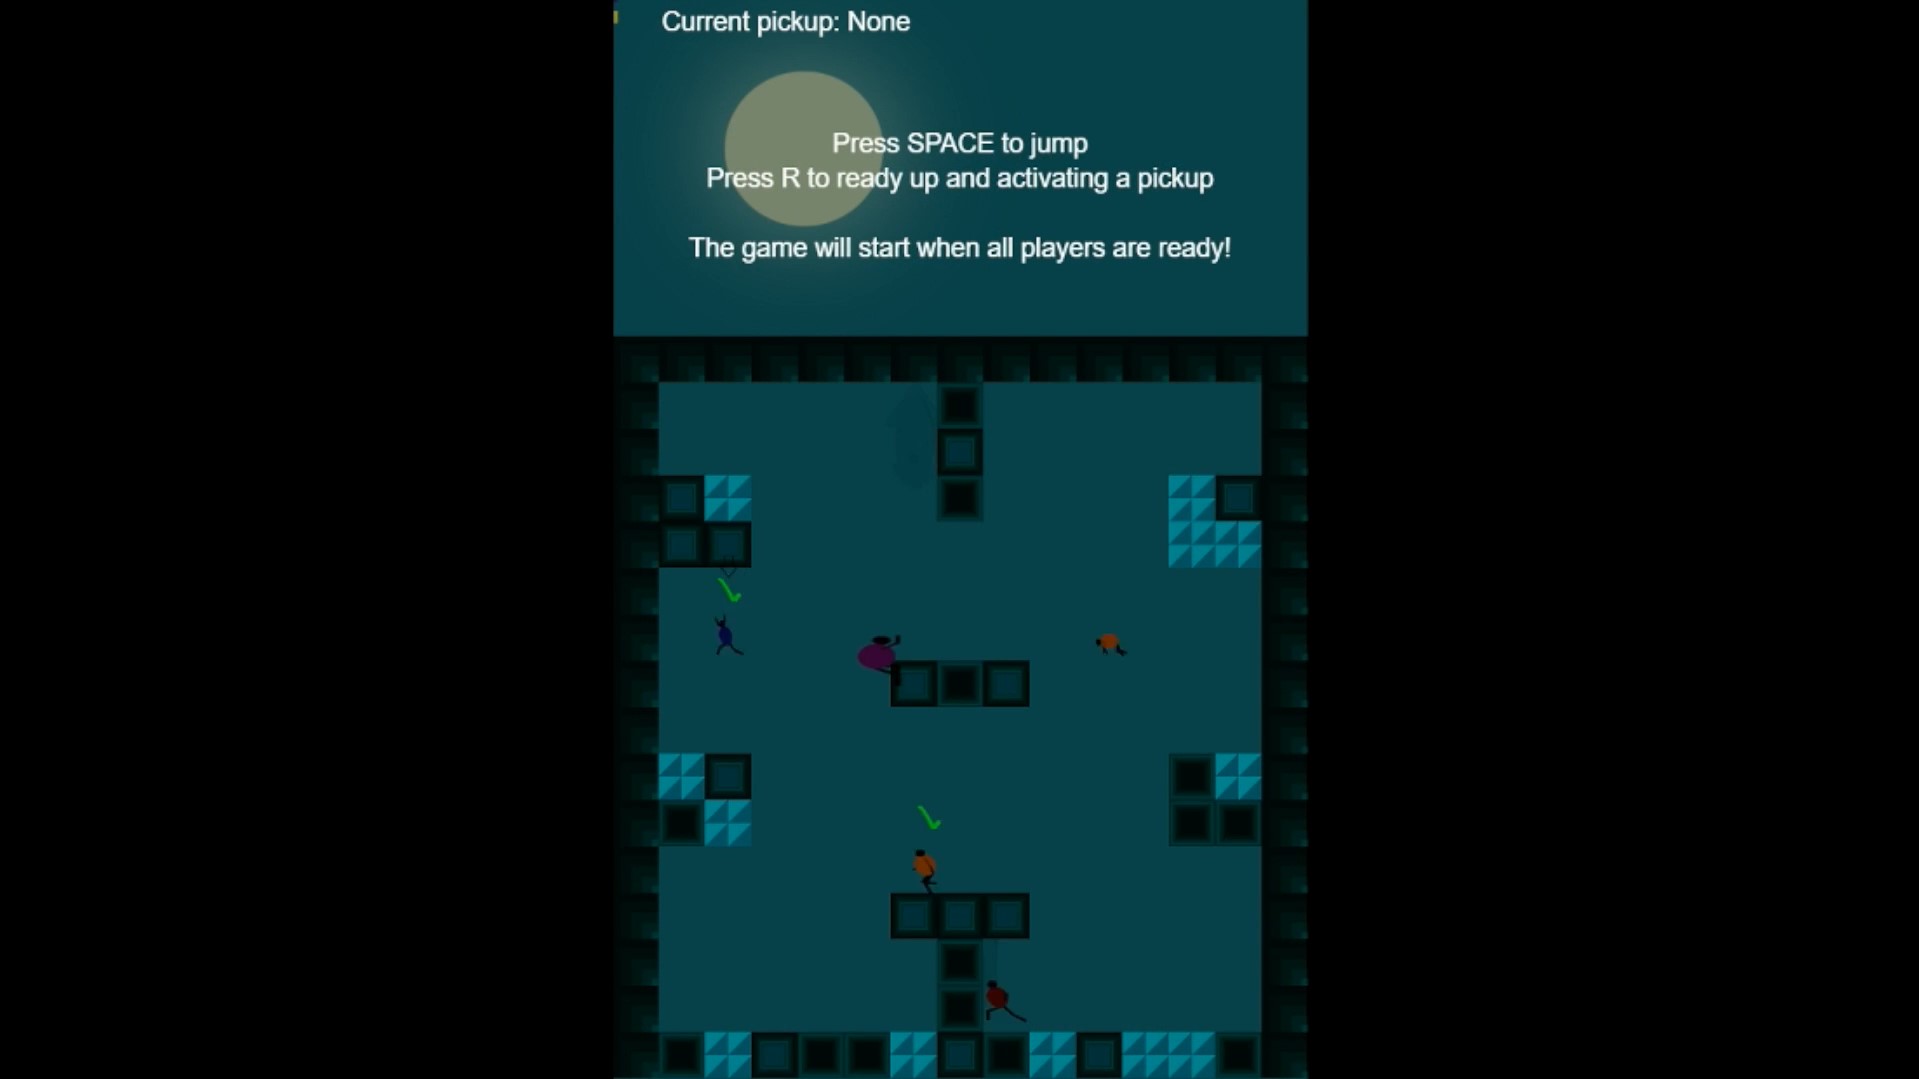 Current pickup: None
Press SPACE to jump
Press R to ready up and activating a pickup
The game will start when all players are ready!